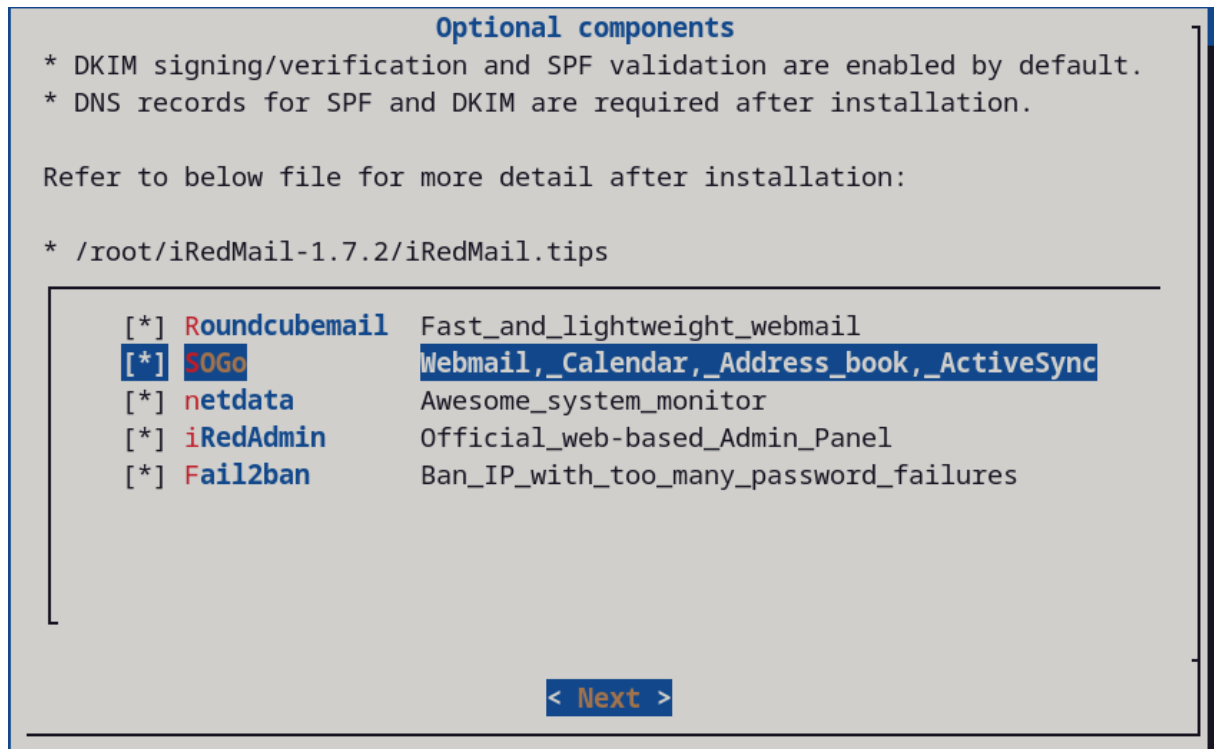 Optional components
* DKIM signing/verification and SPF validation are enabled by default.
* DNS records for SPF and DKIM are required after installation.
Refer to below file for more detail after installation:
* /root/iRedMail-1.7.2/iRedMail.tips
[*] Roundcubemail Fast_and_lightweight_webmail
[*] SOGo Webmail,_Calendar,_Address_book,_ActiveSync
[*] netdata Awesome_system_monitor
[*] iRedAdmin Official_web-based_Admin_Panel
[*] Fail2ban Ban_IP_with_too_many_password_failures
< Next >